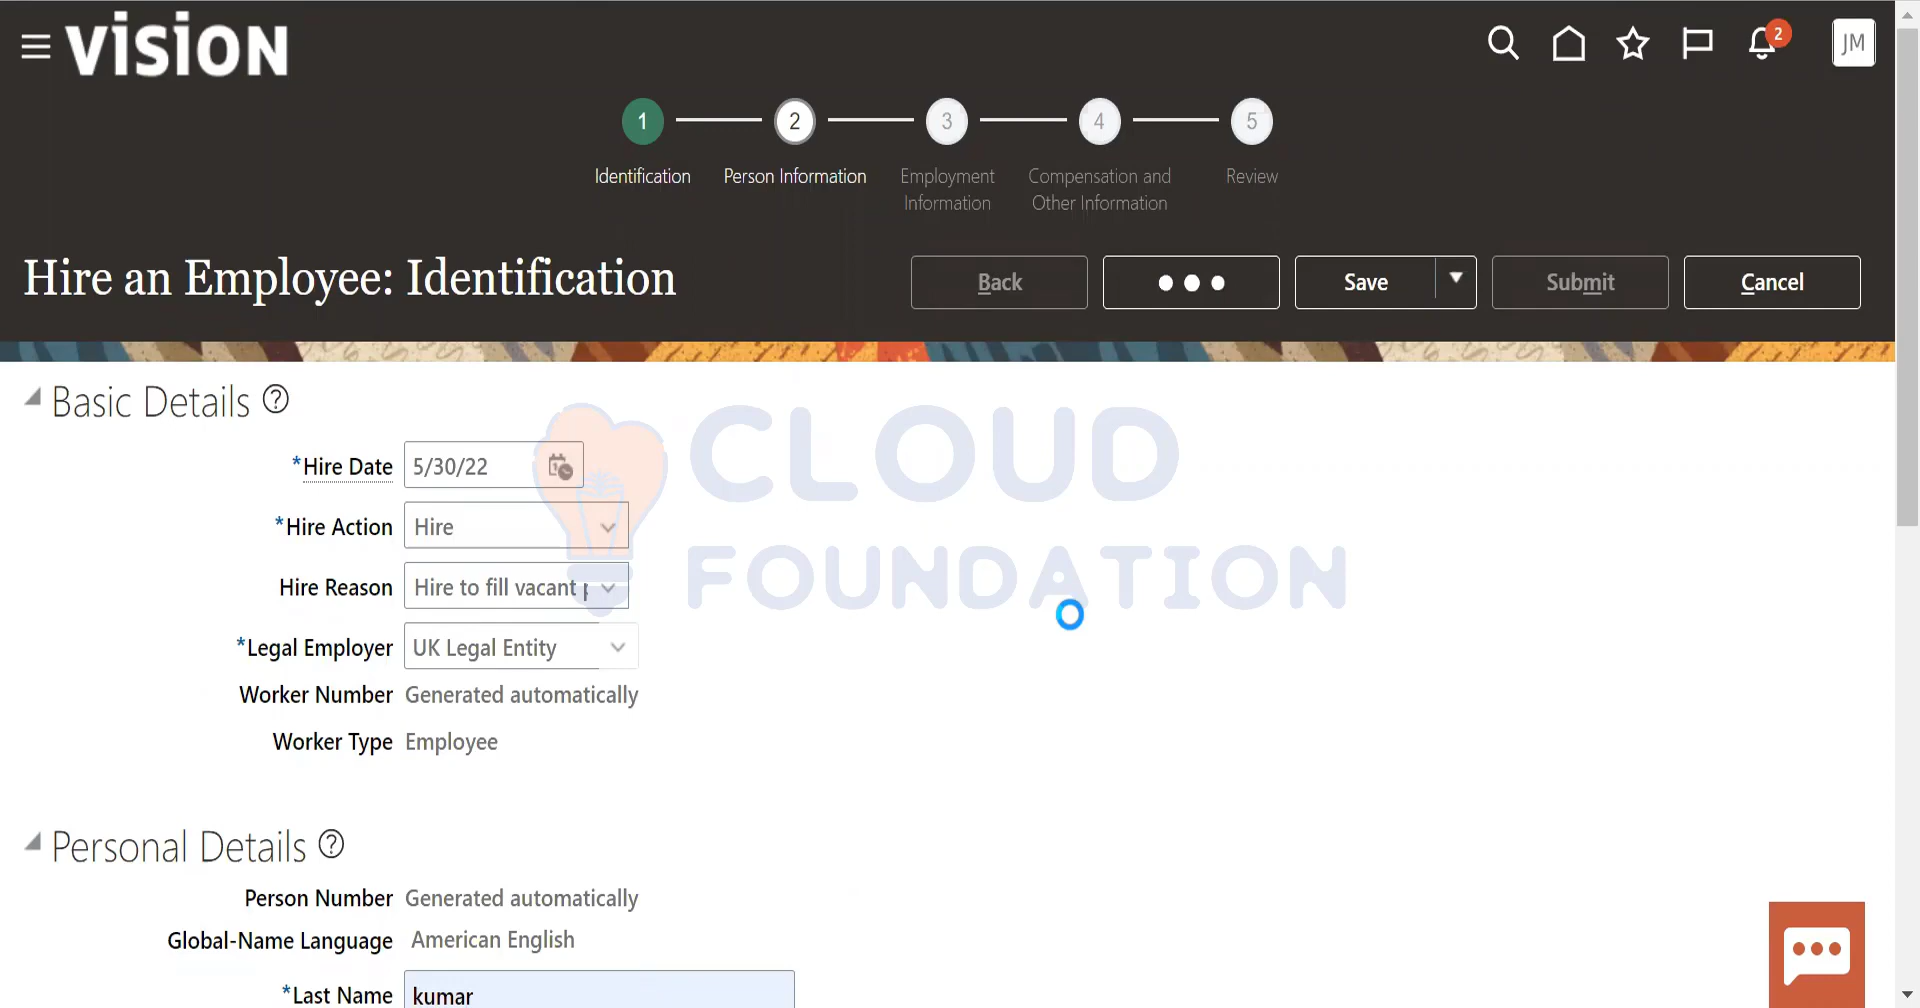 vision
2
JM
1
2
3
4
5
Identification
Person Information
Employment Information
Compensation and Other Information
Review
Hire an Employee: Identification
Back
Save
Submit
Cancel
Basic Details ?
CLOUD
FOUNDATION
*Hire Date 5/30/22
*Hire Action Hire
Hire Reason Hire to fill vacant
*Legal Employer UK Legal Entity
Worker Number Generated automatically
Worker Type Employee
Personal Details ?
Person Number Generated automatically
Global-Name Language American English
*Last Name kumar